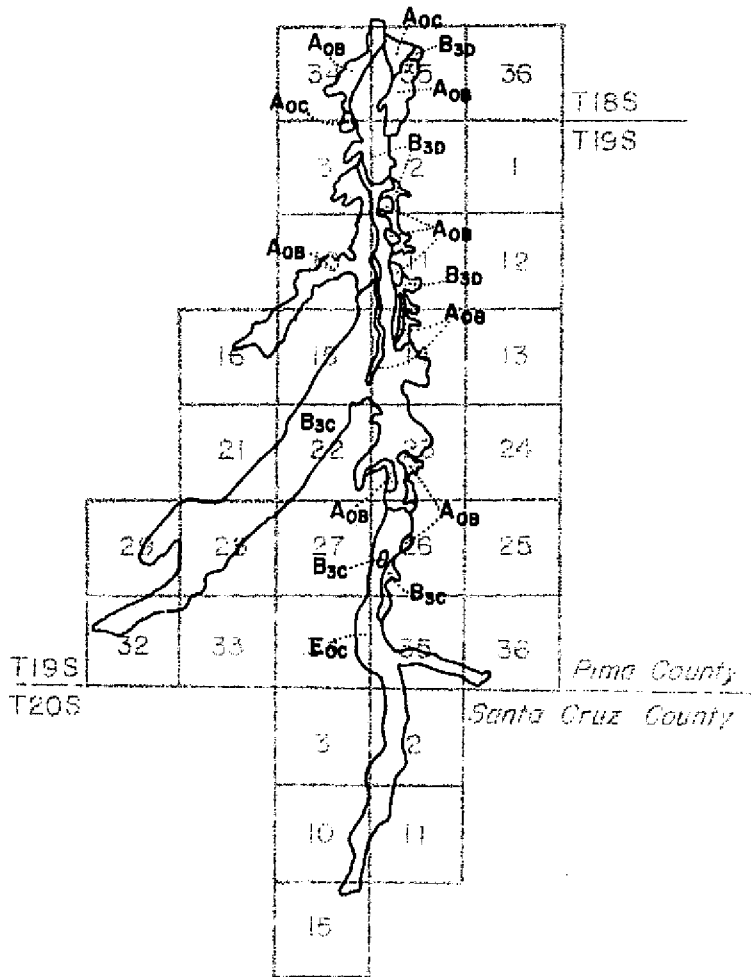 AOC
AOB
B3D
34
35
36
AOB
T18S
AOC
T19S
B3D
3
2
1
AOB
AOB
11
12
B3D
AOB
16
15
14
13
B3C
21
22
23
24
AOB
AOB
29
28
27
26
25
B3C
B3C
32
33
EOC
35
36
T19S
Pima County
T20S
Santa Cruz County
3
2
10
11
15